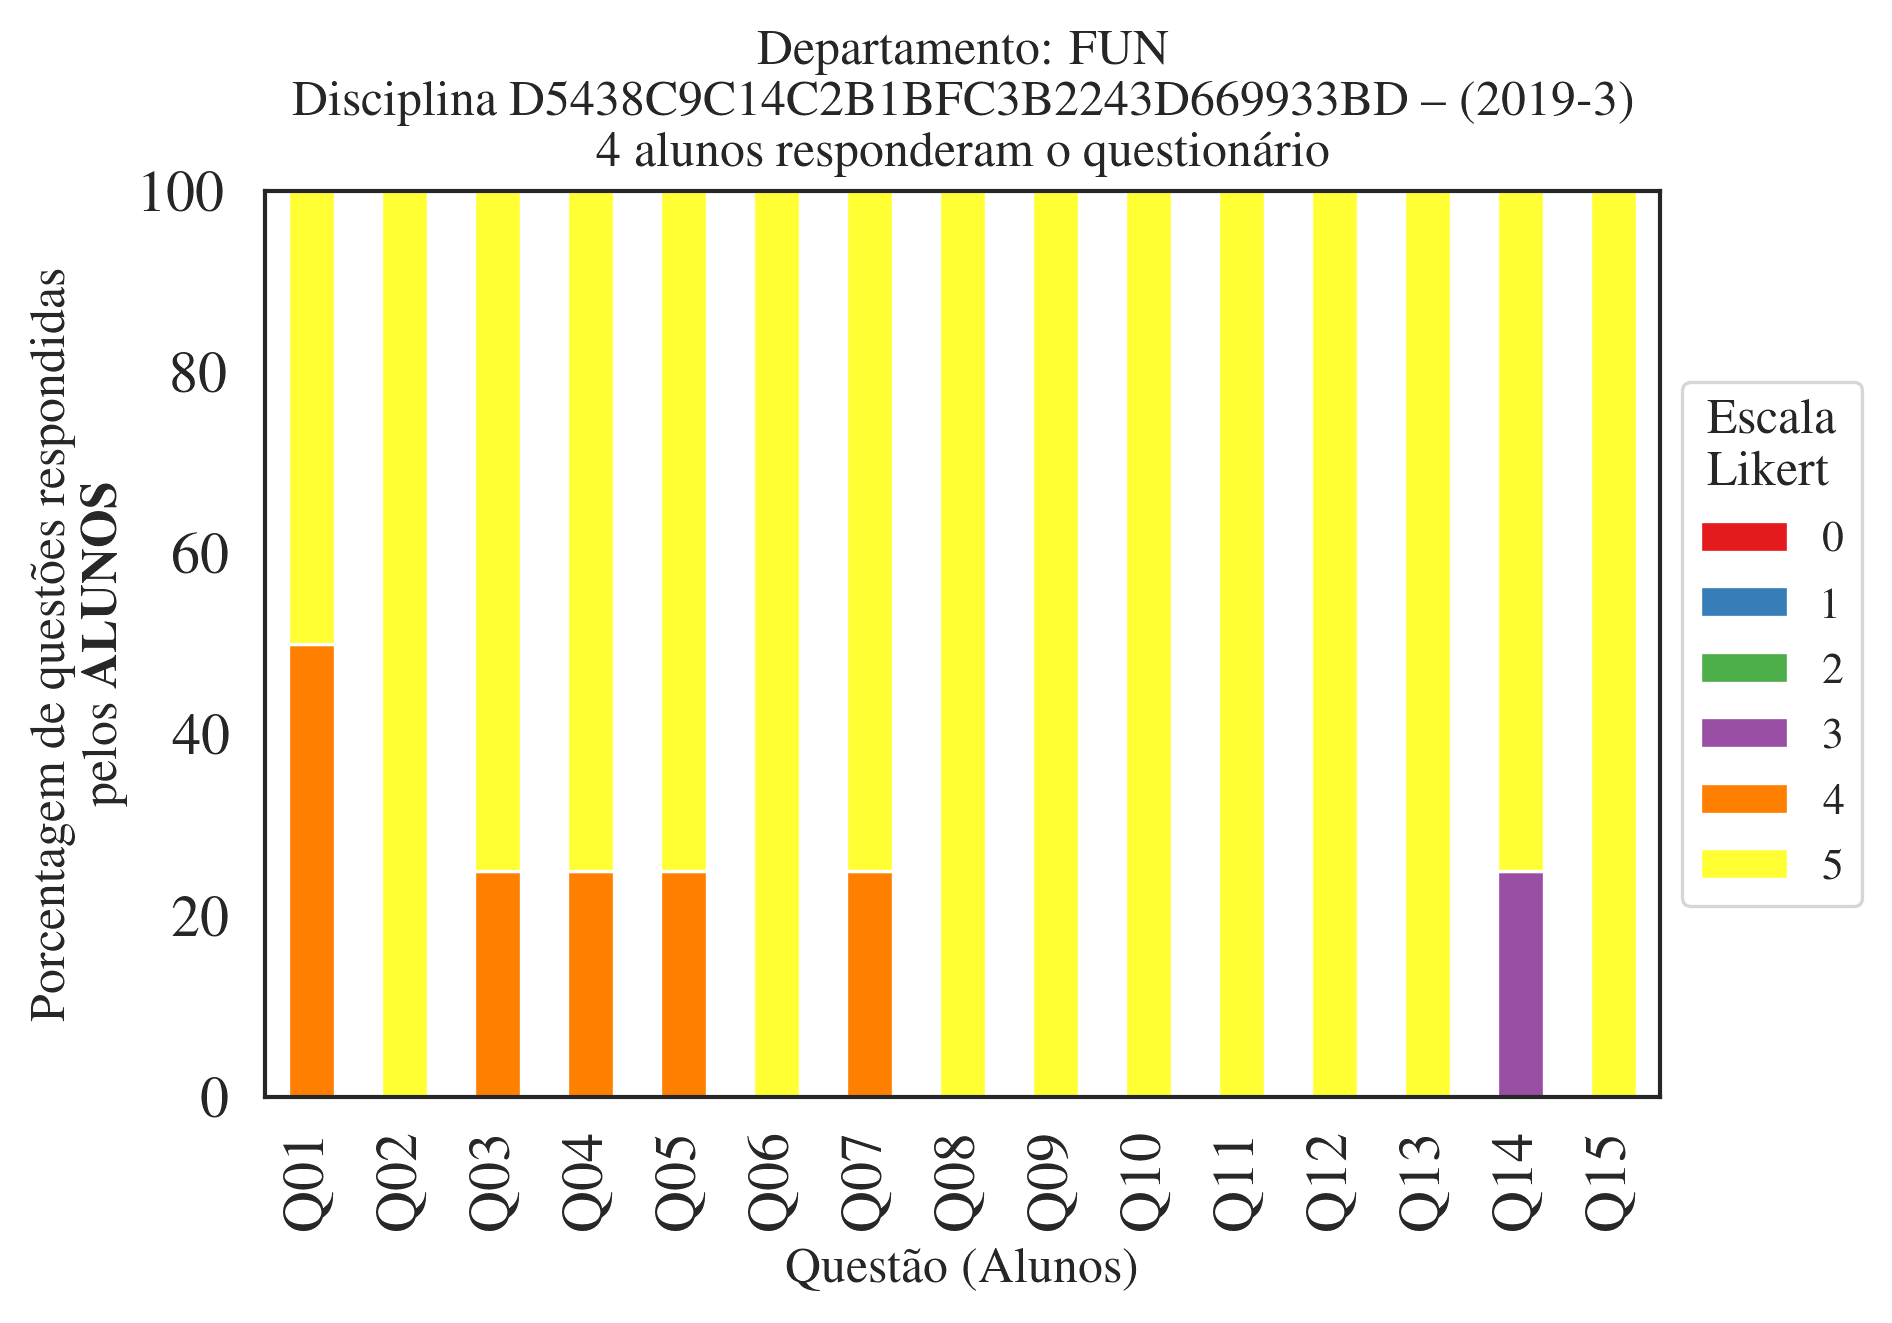 Departamento: FUN
Disciplina D5438C9C14C2B1BFC3B2243D669933BD – (2019-3)
4 alunos responderam o questionário
Porcentagem de questões respondidas
pelos ALUNOS
100
80
60
40
20
0
Q01
Q02
Q03
Q04
Q05
Q06
Q07
Q08
Q09
Q10
Q11
Q12
Q13
Q14
Q15
Questão (Alunos)
Escala
Likert
0
1
2
3
4
5